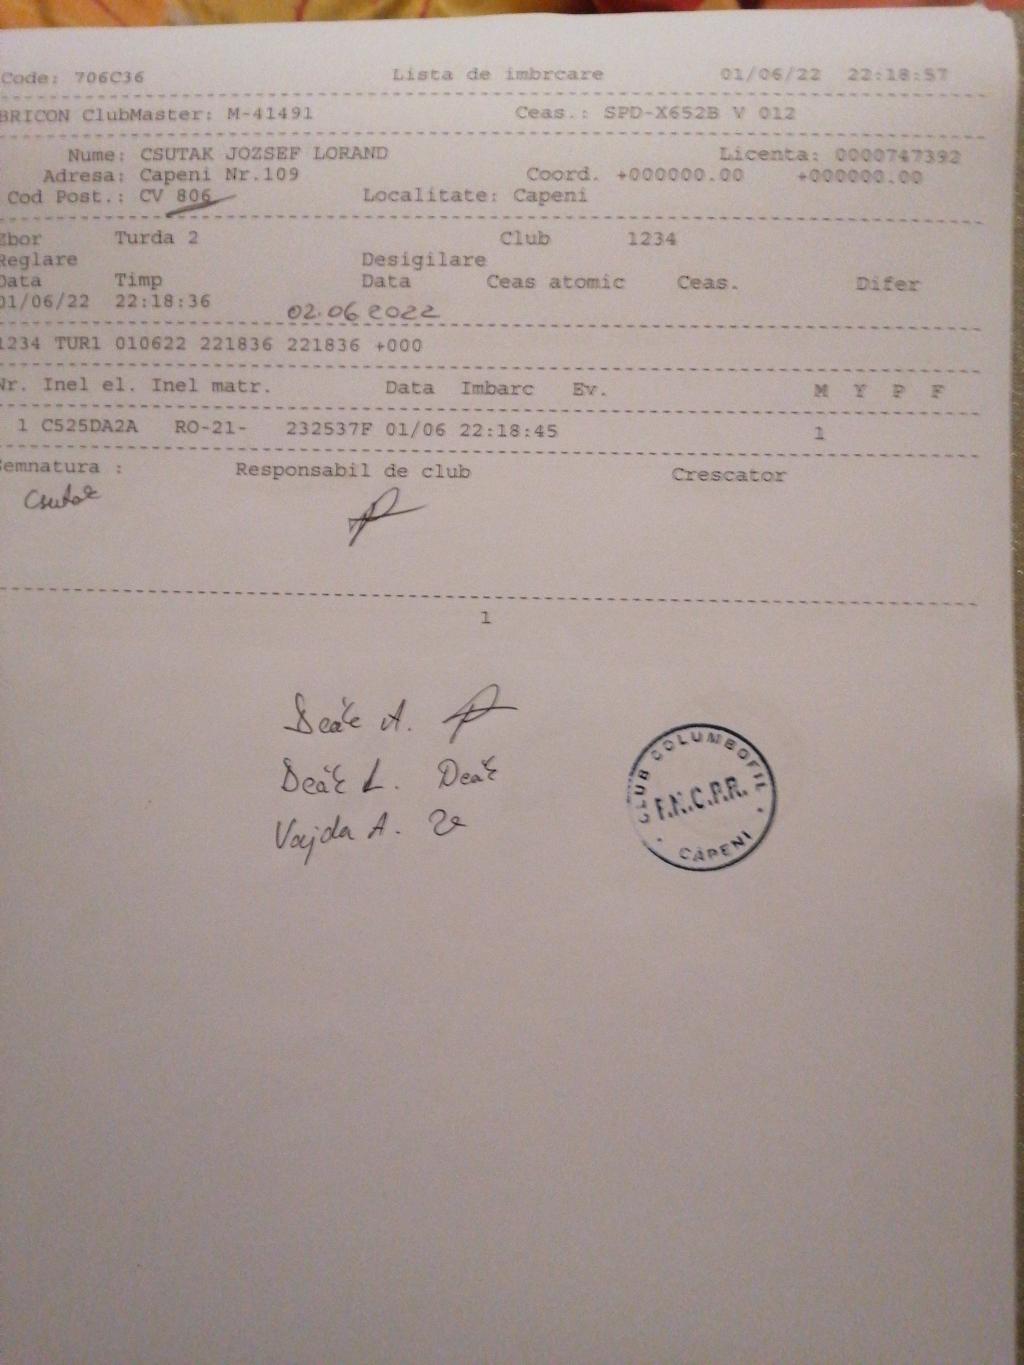 Code: 706C36 Lista de imbrcare 01/06/22 22:18:57
BRICON ClubMaster: M-41491 Ceas.: SPD-X652B V 012
Nume: CSUTAK JOZSEF LORAND Licenta: 0000747392
Adresa: Capeni Nr.109 Coord. +000000.00 +000000.00
Cod Post.: CV 806 Localitate: Capeni
Zbor Turda 2 Club 1234
Reglare Desigilare
Data Timp Data Ceas atomic Ceas. Difer
01/06/22 22:18:36 02.06 2022
1234 TUR1 010622 221836 221836 +000
Nr. Inel el. Inel matr. Data Imbarc Ev. M Y P F
1 C525DA2A RO-21- 232537F 01/06 22:18:45 1
Semnatura : Responsabil de club Crescator
Csutak
1
Deák A.
Deák L. Deák
Vajda A.
CLUB COLUMBOFIL
F.N.C.P.R.
CĂPENI